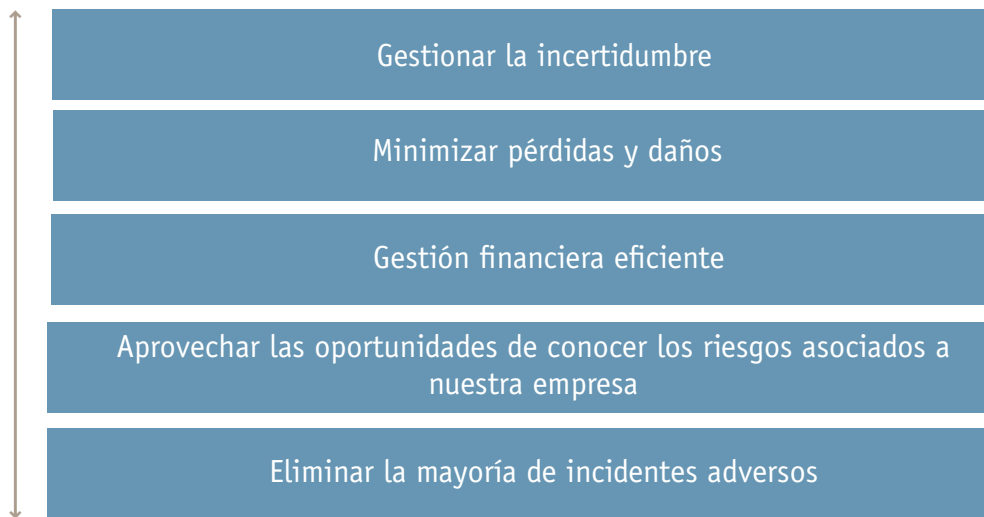 Gestionar la incertidumbre
Minimizar pérdidas y daños
Gestión financiera eficiente
Aprovechar las oportunidades de conocer los riesgos asociados a
nuestra empresa
Eliminar la mayoría de incidentes adversos